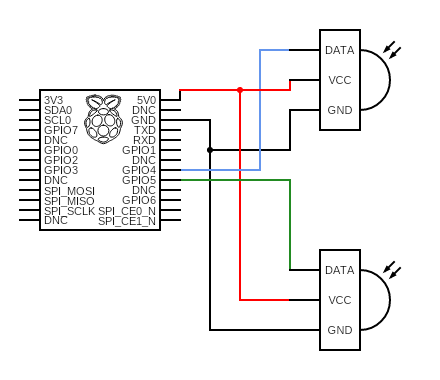 DATA
VCC
GND
3V3 5V0
SDA0 DNC
SCL0 GND
GPIO7 TXD
DNC RXD
GPIO0 GPIO1
GPIO2 DNC
GPIO3 GPIO4
DNC GPIO5
SPI_MOSI DNC
SPI_MISO GPIO6
SPI_SCLK SPI_CE0_N
DNC SPI_CE1_N
DATA
VCC
GND